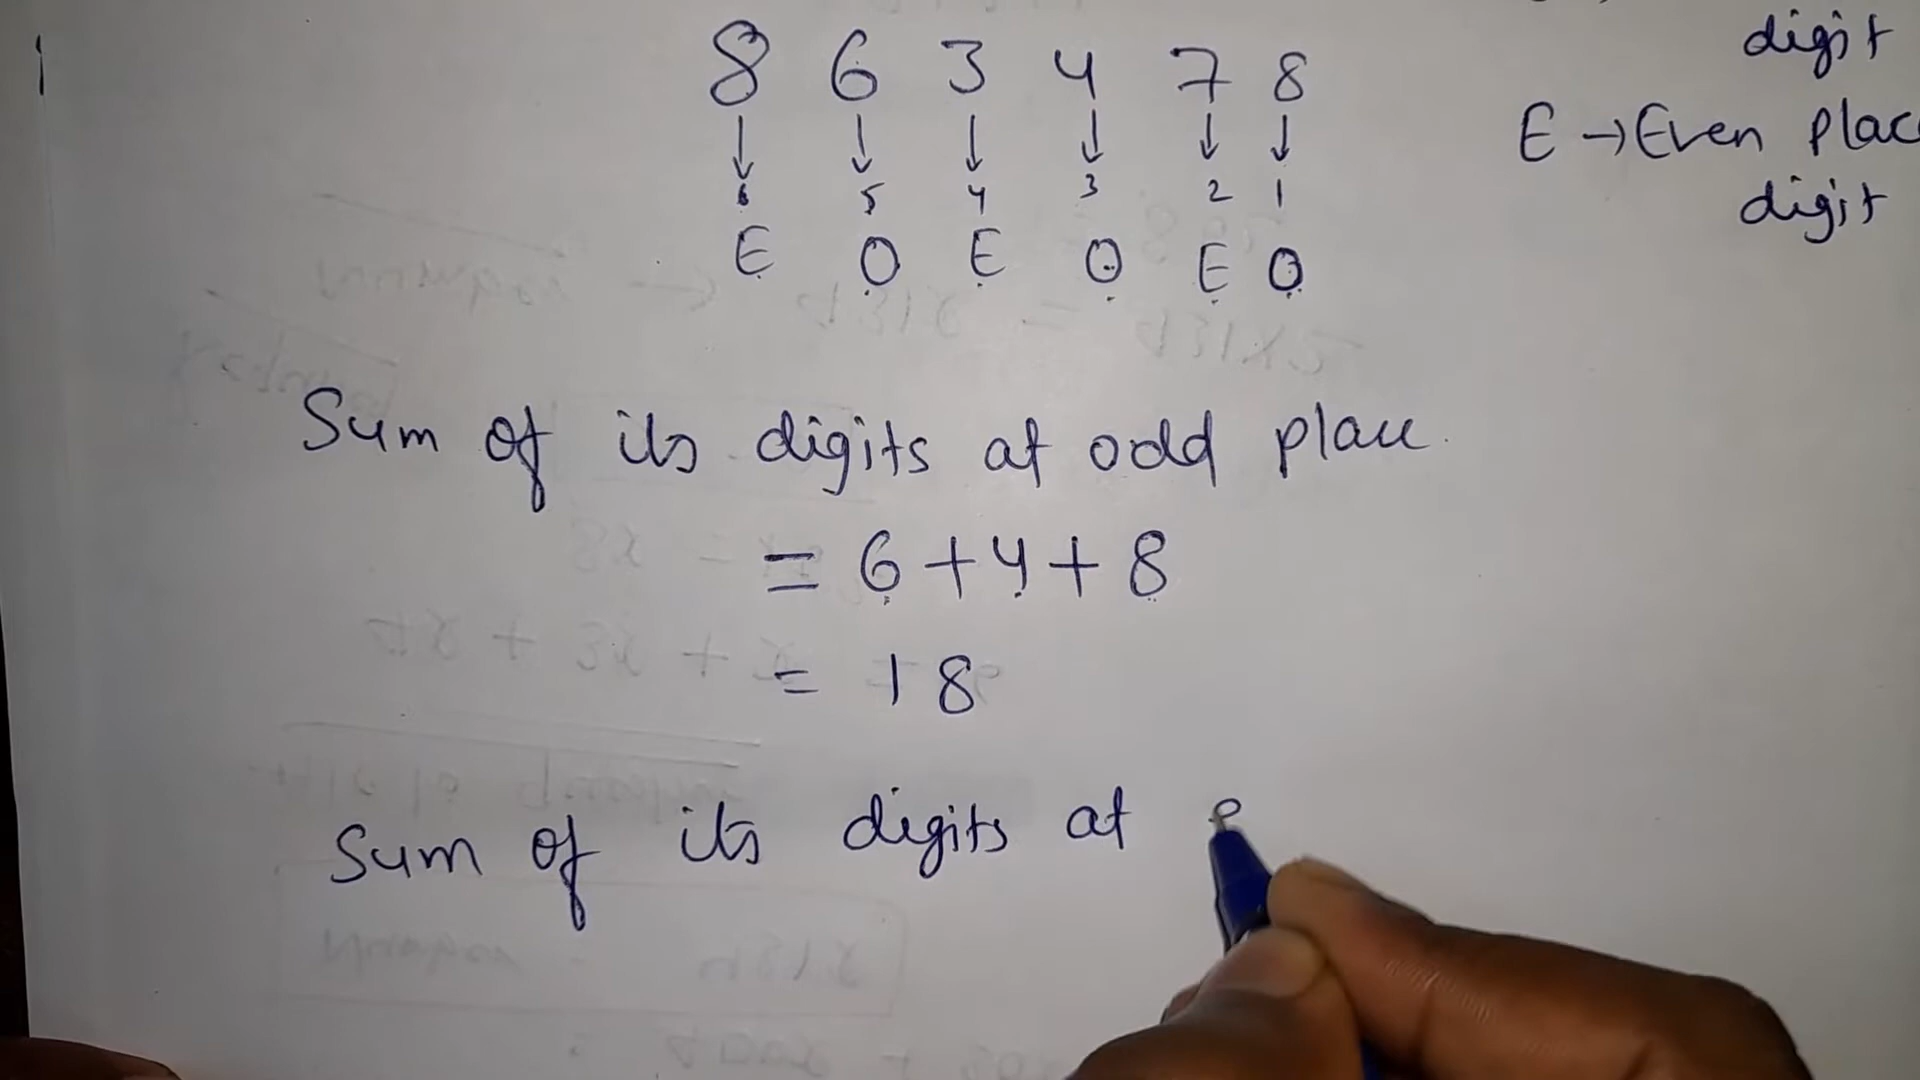 8 6 3 4 7 8
↓ ↓ ↓ ↓ ↓ ↓
6 5 4 3 2 1
E O E O E O
digit
E → Even Plac
digit
Sum of its digits at odd place
= 6 + 4 + 8
= 18
Sum of its digits at e